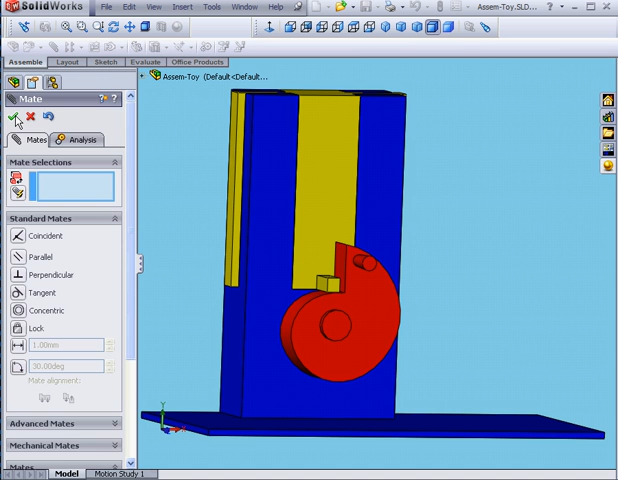 SolidWorks File Edit View Insert Tools Window Assem-Toy.SLD...
Assemble Layout Sketch Evaluate Office Products
Assem-Toy (Default<Default...
Mate
Mates Analysis
Mate Selections
Standard Mates
Coincident
Parallel
Perpendicular
Tangent
Concentric
Lock
1.00mm
30.00deg
Mate alignment:
Advanced Mates
Mechanical Mates
Mates
Model Motion Study 1
Y